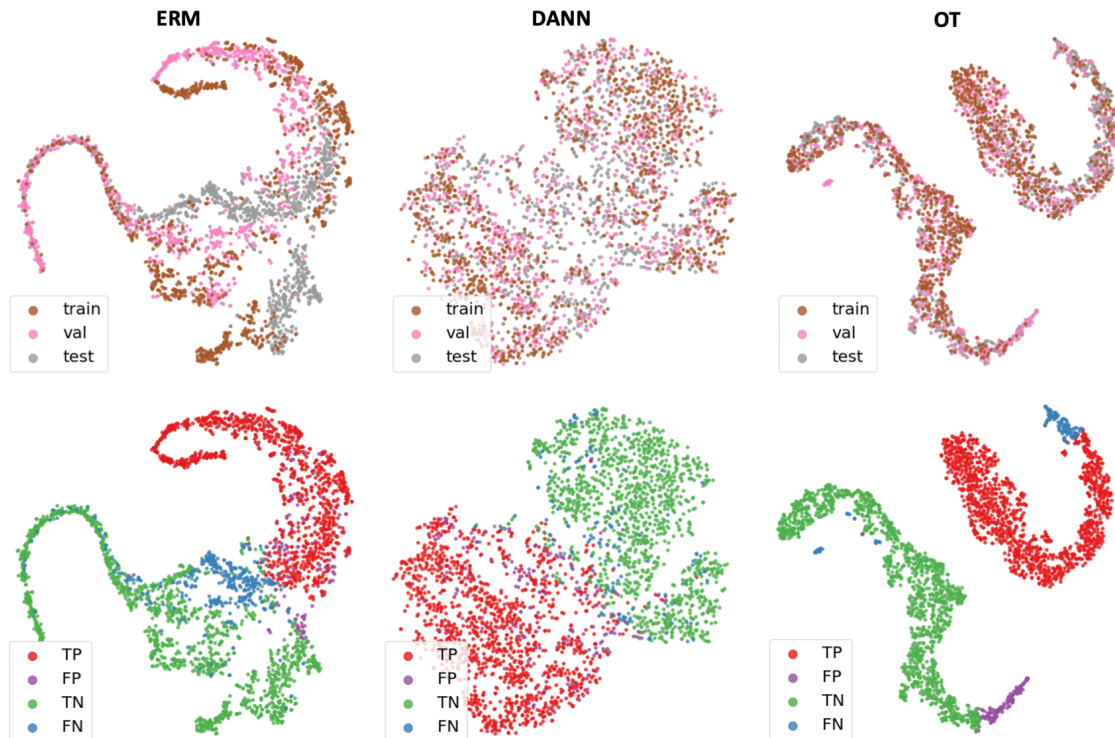 ERM
DANN
OT
train
val
test
train
val
test
train
val
test
TP
FP
TN
FN
TP
FP
TN
FN
TP
FP
TN
FN